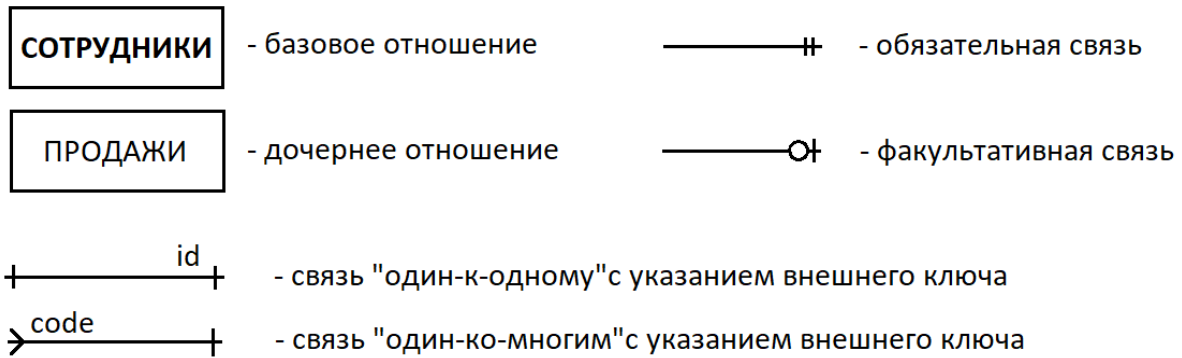 СОТРУДНИКИ - базовое отношение - обязательная связь
ПРОДАЖИ - дочернее отношение - факультативная связь
id - связь "один-к-одному"с указанием внешнего ключа
code - связь "один-ко-многим"с указанием внешнего ключа